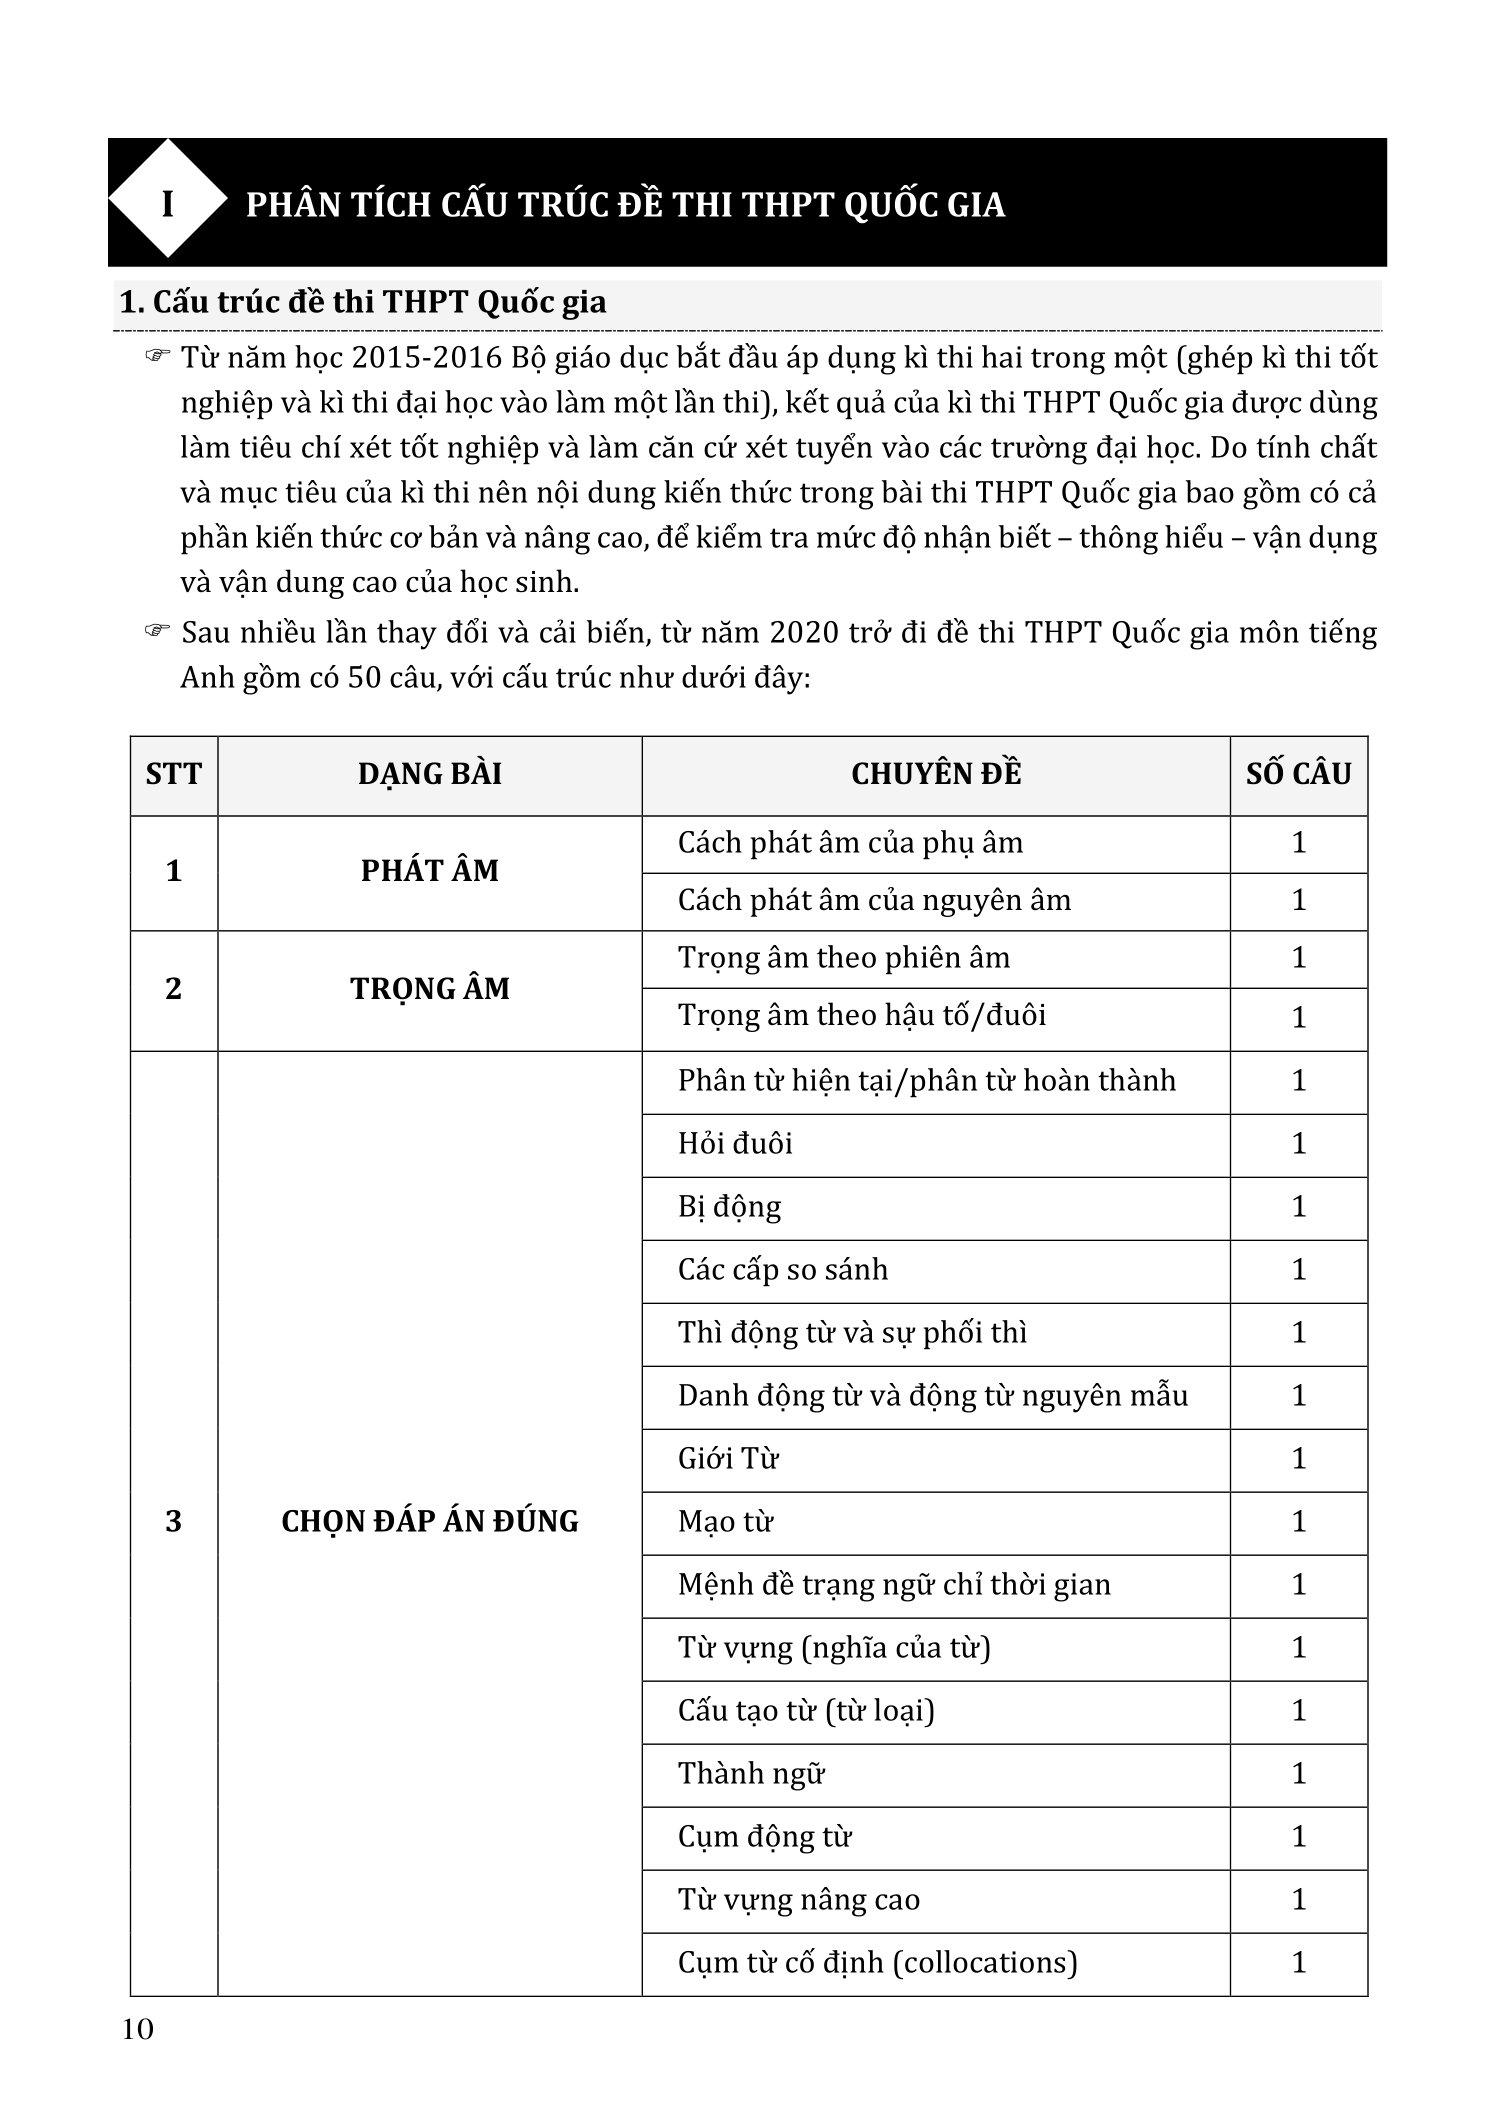 I
PHÂN TÍCH CẤU TRÚC ĐỀ THI THPT QUỐC GIA
1. Cấu trúc đề thi THPT Quốc gia
☞ Từ năm học 2015-2016 Bộ giáo dục bắt đầu áp dụng kì thi hai trong một (ghép kì thi tốt
nghiệp và kì thi đại học vào làm một lần thi), kết quả của kì thi THPT Quốc gia được dùng
làm tiêu chí xét tốt nghiệp và làm căn cứ xét tuyển vào các trường đại học. Do tính chất
và mục tiêu của kì thi nên nội dung kiến thức trong bài thi THPT Quốc gia bao gồm có cả
phần kiến thức cơ bản và nâng cao, để kiểm tra mức độ nhận biết – thông hiểu – vận dụng
và vận dung cao của học sinh.
☞ Sau nhiều lần thay đổi và cải biến, từ năm 2020 trở đi đề thi THPT Quốc gia môn tiếng
Anh gồm có 50 câu, với cấu trúc như dưới đây:
STT DẠNG BÀI CHUYÊN ĐỀ SỐ CÂU
1 PHÁT ÂM
Cách phát âm của phụ âm 1
Cách phát âm của nguyên âm 1
2 TRỌNG ÂM
Trọng âm theo phiên âm 1
Trọng âm theo hậu tố/đuôi 1
3 CHỌN ĐÁP ÁN ĐÚNG
Phân từ hiện tại/phân từ hoàn thành 1
Hỏi đuôi 1
Bị động 1
Các cấp so sánh 1
Thì động từ và sự phối thì 1
Danh động từ và động từ nguyên mẫu 1
Giới Từ 1
Mạo từ 1
Mệnh đề trạng ngữ chỉ thời gian 1
Từ vựng (nghĩa của từ) 1
Cấu tạo từ (từ loại) 1
Thành ngữ 1
Cụm động từ 1
Từ vựng nâng cao 1
Cụm từ cố định (collocations) 1
10